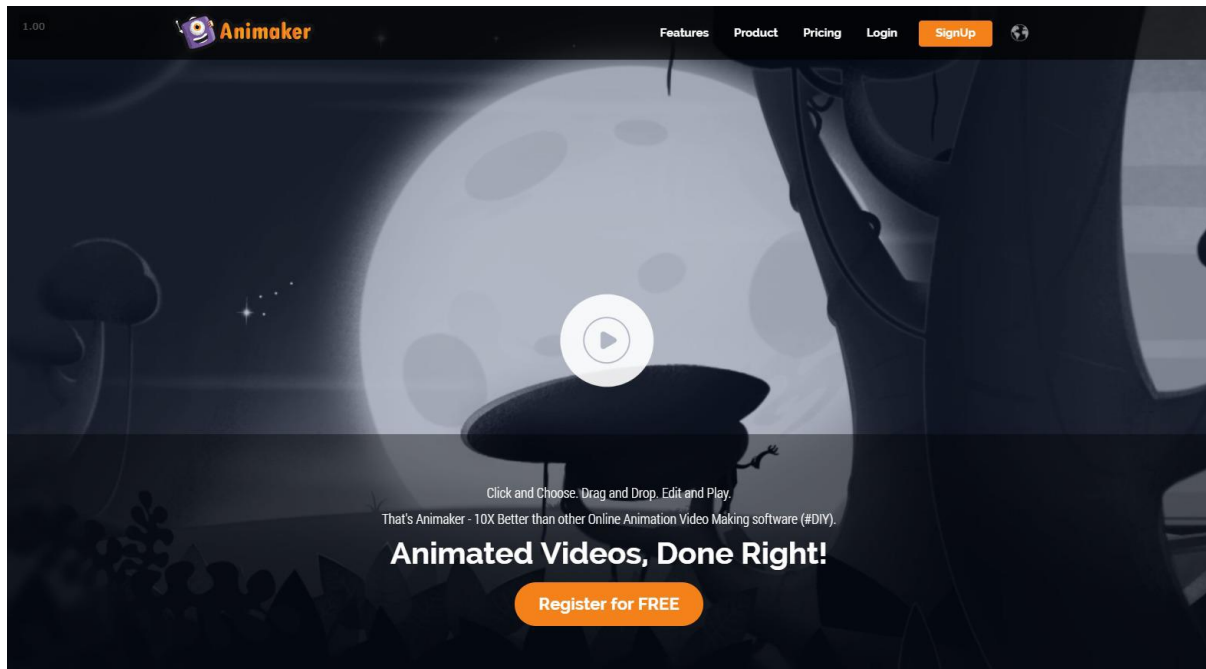 1.00
Animaker
Features Product Pricing Login SignUp
Click and Choose. Drag and Drop. Edit and Play.
That's Animaker - 10X Better than other Online Animation Video Making software (#DIY).
Animated Videos, Done Right!
Register for FREE